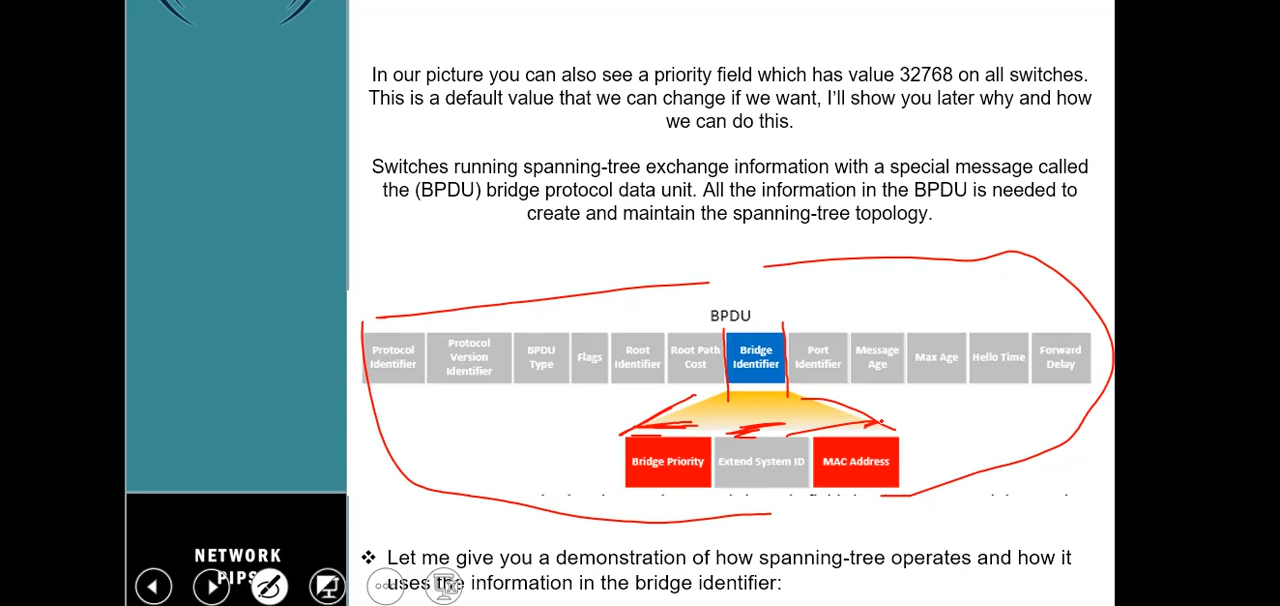 In our picture you can also see a priority field which has value 32768 on all switches.
This is a default value that we can change if we want, I'll show you later why and how
we can do this.
Switches running spanning-tree exchange information with a special message called
the (BPDU) bridge protocol data unit. All the information in the BPDU is needed to
create and maintain the spanning-tree topology.
BPDU
Protocol Identifier
Protocol Version Identifier
BPDU Type
Flags
Root Identifier
Root Path Cost
Bridge Identifier
Port Identifier
Message Age
Max Age
Hello Time
Forward Delay
Bridge Priority
Extend System ID
MAC Address
❖ Let me give you a demonstration of how spanning-tree operates and how it
uses the information in the bridge identifier:
NETWORK
PIPS